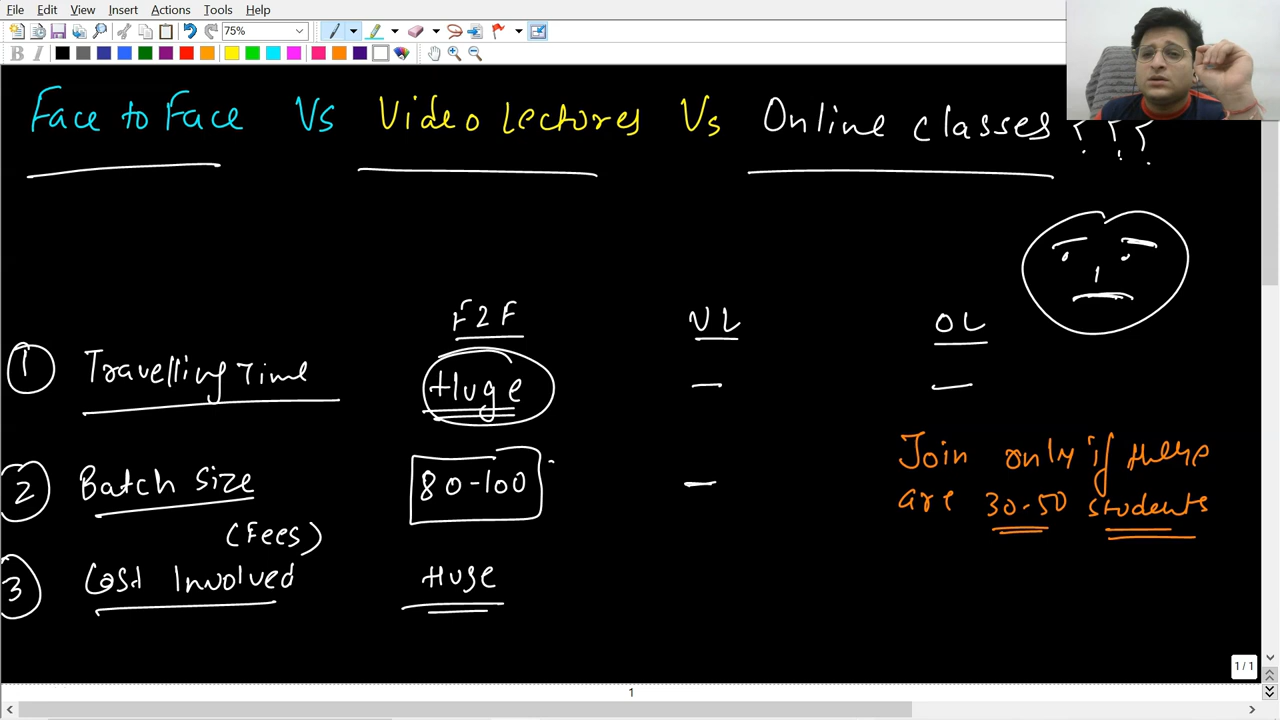 File Edit View Insert Actions Tools Help
75%
B I
Face to Face Vs Video Lectures Vs Online classes ???
F2F VL OL
1 Travelling Time Huge — —
2 Batch Size 80-100 —
(Fees)
Join only if there
are 30-50 students
3 Cost Involved Huge
1 / 1
1